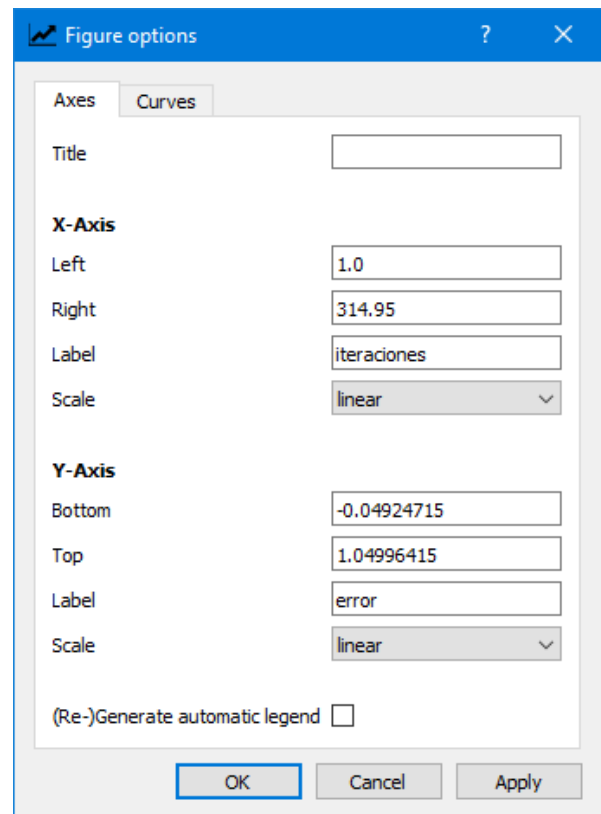 Figure options ?
Axes Curves
Title
X-Axis
Left 1.0
Right 314.95
Label iteraciones
Scale linear
Y-Axis
Bottom -0.04924715
Top 1.04996415
Label error
Scale linear
(Re-)Generate automatic legend
OK Cancel Apply